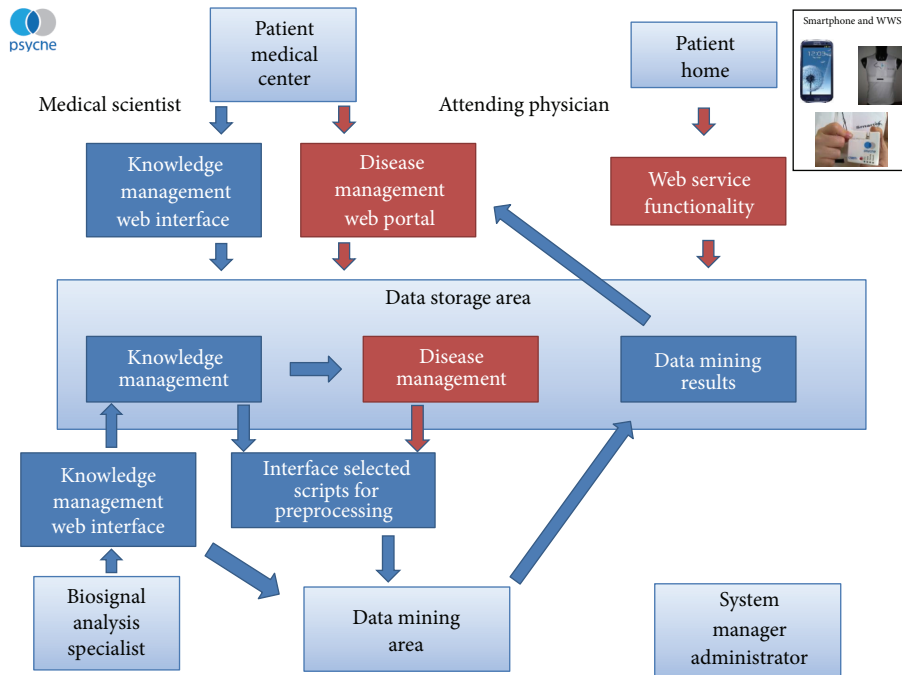 psyche
Patient
medical
center
Patient
home
Smartphone and WWS
Medical scientist
Attending physician
Knowledge
management
web interface
Disease
management
web portal
Web service
functionality
Data storage area
Knowledge
management
Disease
management
Data mining
results
Knowledge
management
web interface
Interface selected
scripts for
preprocessing
Biosignal
analysis
specialist
Data mining
area
System
manager
administrator